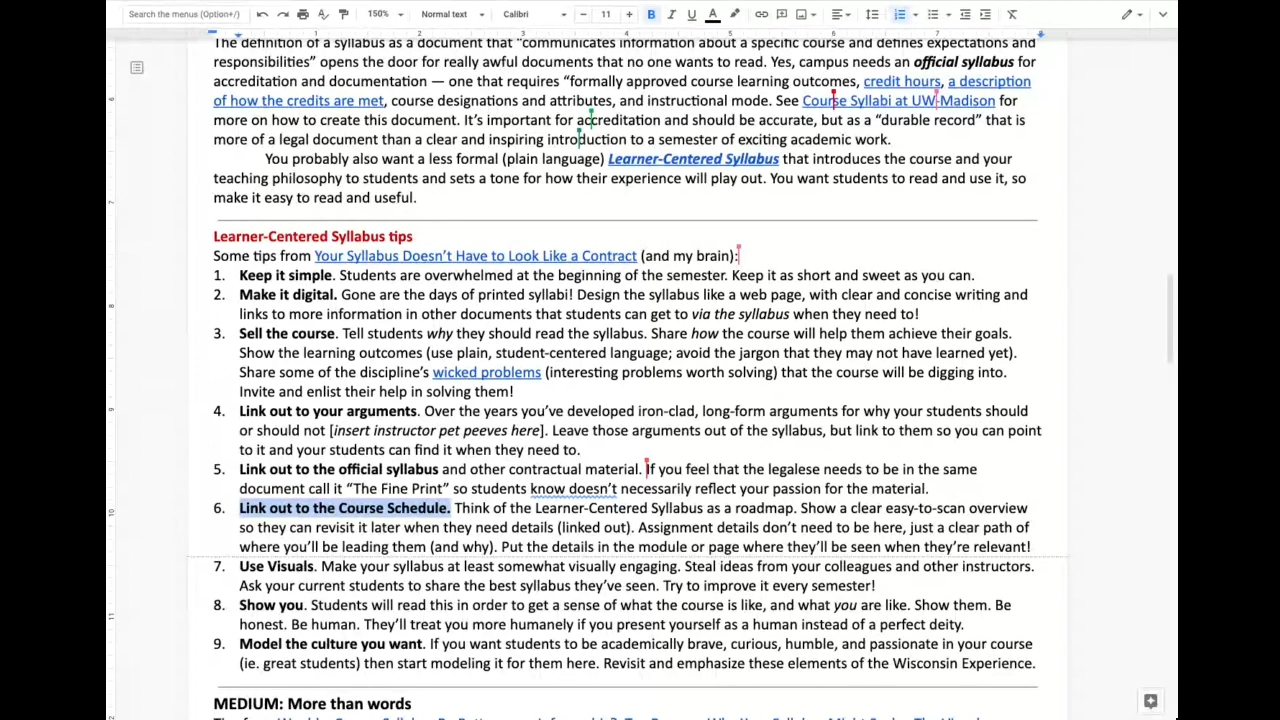 Search the menus (Option+/)
150%
Normal text
Calibri
11
B I U A
1 2 3 4 5 6 7
The definition of a syllabus as a document that “communicates information about a specific course and defines expectations and
responsibilities” opens the door for really awful documents that no one wants to read. Yes, campus needs an official syllabus for
accreditation and documentation — one that requires “formally approved course learning outcomes, credit hours, a description
of how the credits are met, course designations and attributes, and instructional mode. See Course Syllabi at UW-Madison for
more on how to create this document. It’s important for accreditation and should be accurate, but as a “durable record” that is
more of a legal document than a clear and inspiring introduction to a semester of exciting academic work.
You probably also want a less formal (plain language) Learner-Centered Syllabus that introduces the course and your
teaching philosophy to students and sets a tone for how their experience will play out. You want students to read and use it, so
make it easy to read and useful.
Learner-Centered Syllabus tips
Some tips from Your Syllabus Doesn’t Have to Look Like a Contract (and my brain):
1. Keep it simple. Students are overwhelmed at the beginning of the semester. Keep it as short and sweet as you can.
2. Make it digital. Gone are the days of printed syllabi! Design the syllabus like a web page, with clear and concise writing and
links to more information in other documents that students can get to via the syllabus when they need to!
3. Sell the course. Tell students why they should read the syllabus. Share how the course will help them achieve their goals.
Show the learning outcomes (use plain, student-centered language; avoid the jargon that they may not have learned yet).
Share some of the discipline’s wicked problems (interesting problems worth solving) that the course will be digging into.
Invite and enlist their help in solving them!
4. Link out to your arguments. Over the years you’ve developed iron-clad, long-form arguments for why your students should
or should not [insert instructor pet peeves here]. Leave those arguments out of the syllabus, but link to them so you can point
to it and your students can find it when they need to.
5. Link out to the official syllabus and other contractual material. If you feel that the legalese needs to be in the same
document call it “The Fine Print” so students know doesn’t necessarily reflect your passion for the material.
6. Link out to the Course Schedule. Think of the Learner-Centered Syllabus as a roadmap. Show a clear easy-to-scan overview
so they can revisit it later when they need details (linked out). Assignment details don’t need to be here, just a clear path of
where you’ll be leading them (and why). Put the details in the module or page where they’ll be seen when they’re relevant!
7. Use Visuals. Make your syllabus at least somewhat visually engaging. Steal ideas from your colleagues and other instructors.
Ask your current students to share the best syllabus they’ve seen. Try to improve it every semester!
8. Show you. Students will read this in order to get a sense of what the course is like, and what you are like. Show them. Be
honest. Be human. They’ll treat you more humanely if you present yourself as a human instead of a perfect deity.
9. Model the culture you want. If you want students to be academically brave, curious, humble, and passionate in your course
(ie. great students) then start modeling it for them here. Revisit and emphasize these elements of the Wisconsin Experience.
MEDIUM: More than words